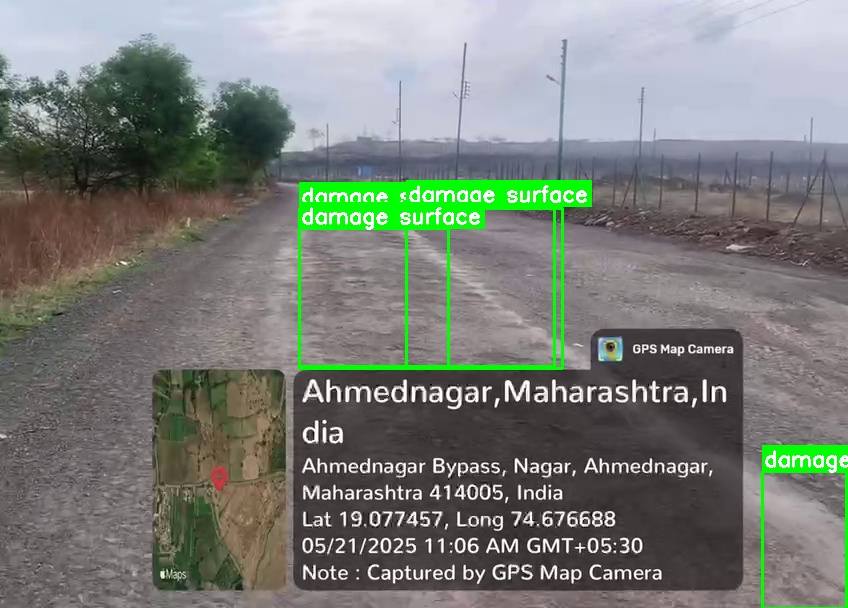 damage damage surface
damage surface
GPS Map Camera
Ahmednagar,Maharashtra,In
dia
Ahmednagar Bypass, Nagar, Ahmednagar,
Maharashtra 414005, India
Lat 19.077457, Long 74.676688
05/21/2025 11:06 AM GMT+05:30
Note : Captured by GPS Map Camera
Maps
damage